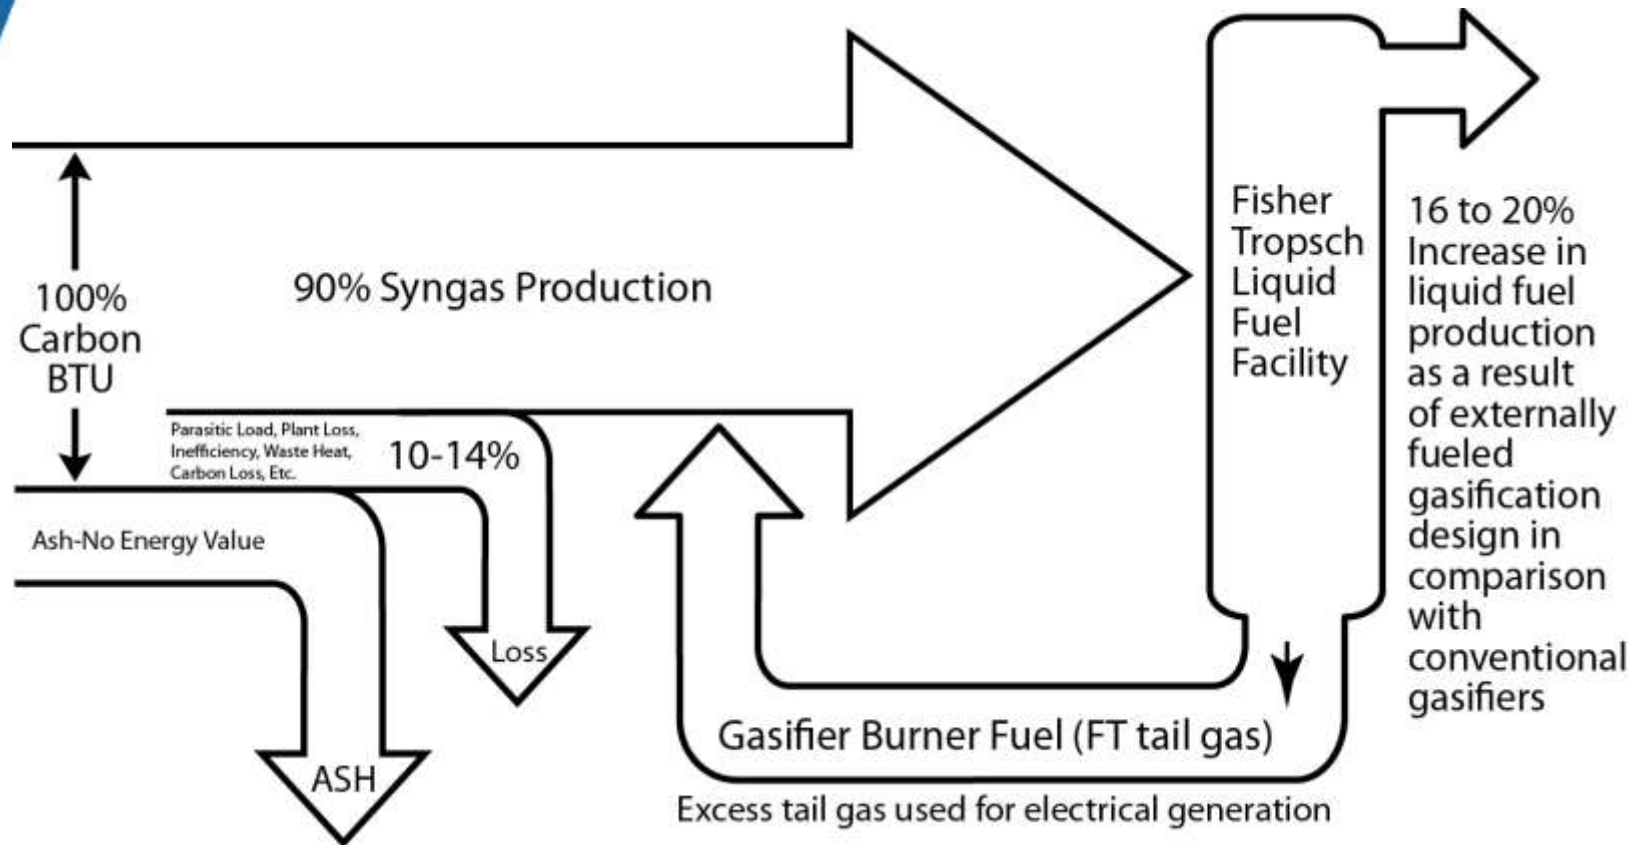 100%
Carbon
BTU
90% Syngas Production
Parasitic Load, Plant Loss,
Inefficiency, Waste Heat,
Carbon Loss, Etc.
10-14%
Ash-No Energy Value
Loss
ASH
Fisher
Tropsch
Liquid
Fuel
Facility
16 to 20%
Increase in
liquid fuel
production
as a result
of externally
fueled
gasification
design in
comparison
with
conventional
gasifiers
Gasifier Burner Fuel (FT tail gas)
Excess tail gas used for electrical generation